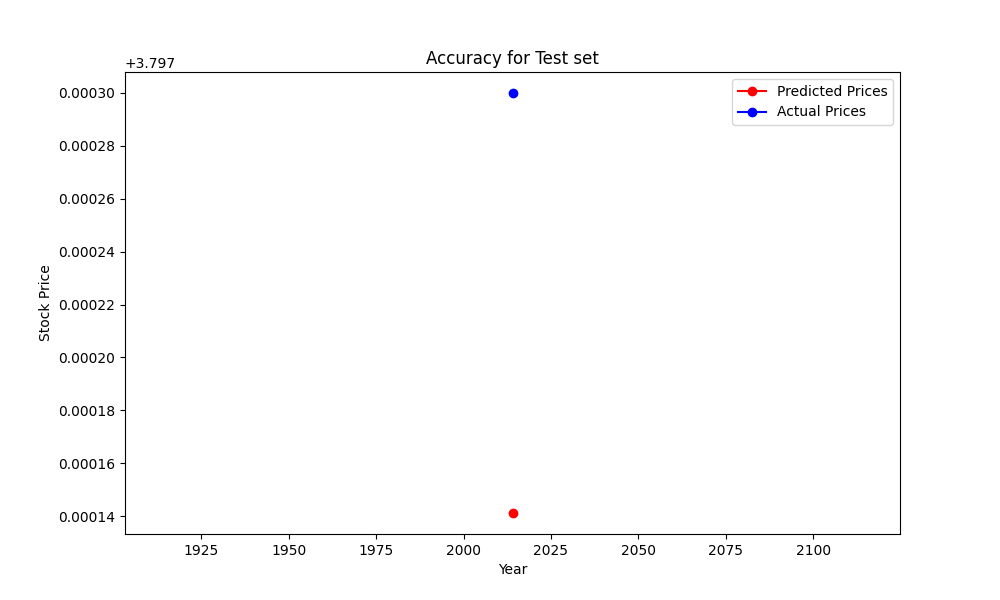 Accuracy for Test set
+3.797
0.00030
0.00028
0.00026
0.00024
0.00022
0.00020
0.00018
0.00016
0.00014
Stock Price
Predicted Prices
Actual Prices
1925 1950 1975 2000 2025 2050 2075 2100
Year